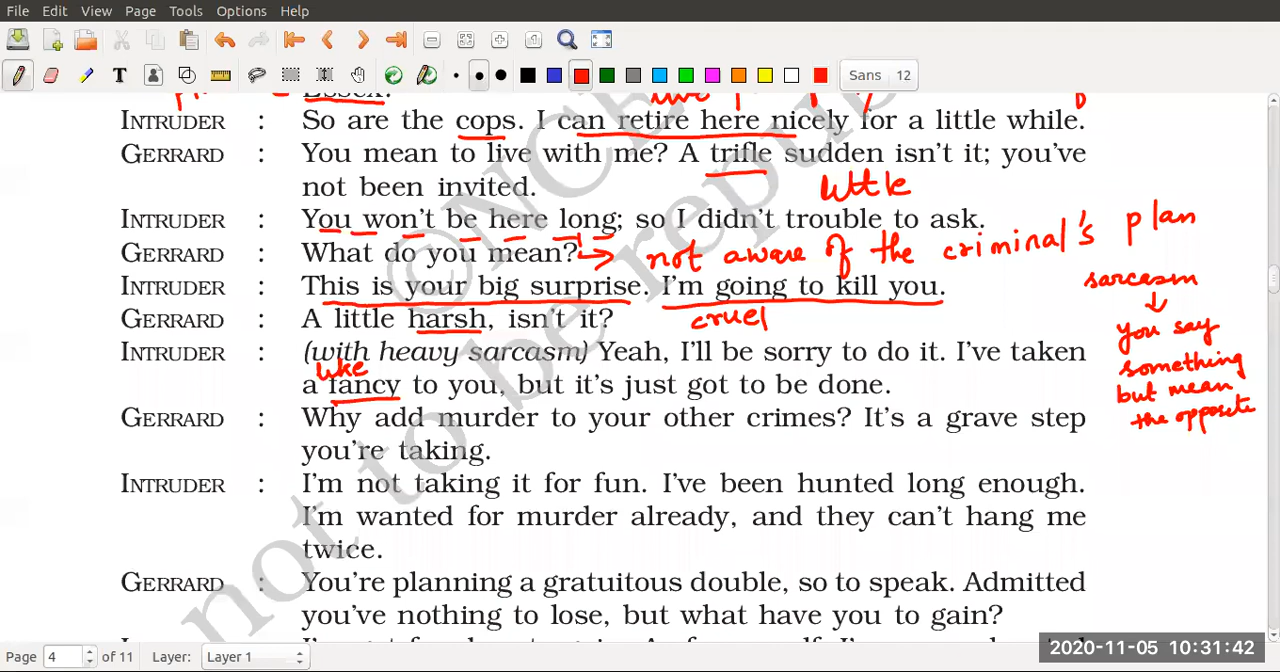 File Edit View Page Tools Options Help
T Sans 12
Essex.
INTRUDER : So are the cops. I can retire here nicely for a little while.
GERRARD : You mean to live with me? A trifle sudden isn't it; you've
not been invited.
little
INTRUDER : You won't be here long; so I didn't trouble to ask.
GERRARD : What do you mean? → not aware of the criminal's plan
INTRUDER : This is your big surprise. I'm going to kill you.
sarcasm
↓
you say
something
but mean
the opposite
GERRARD : A little harsh, isn't it?
cruel
INTRUDER : (with heavy sarcasm) Yeah, I'll be sorry to do it. I've taken
like
a fancy to you, but it's just got to be done.
GERRARD : Why add murder to your other crimes? It's a grave step
you're taking.
INTRUDER : I'm not taking it for fun. I've been hunted long enough.
I'm wanted for murder already, and they can't hang me
twice.
GERRARD : You're planning a gratuitous double, so to speak. Admitted
you've nothing to lose, but what have you to gain?
not to be repu
©NCE
Page 4 of 11 Layer: Layer 1
2020-11-05 10:31:42